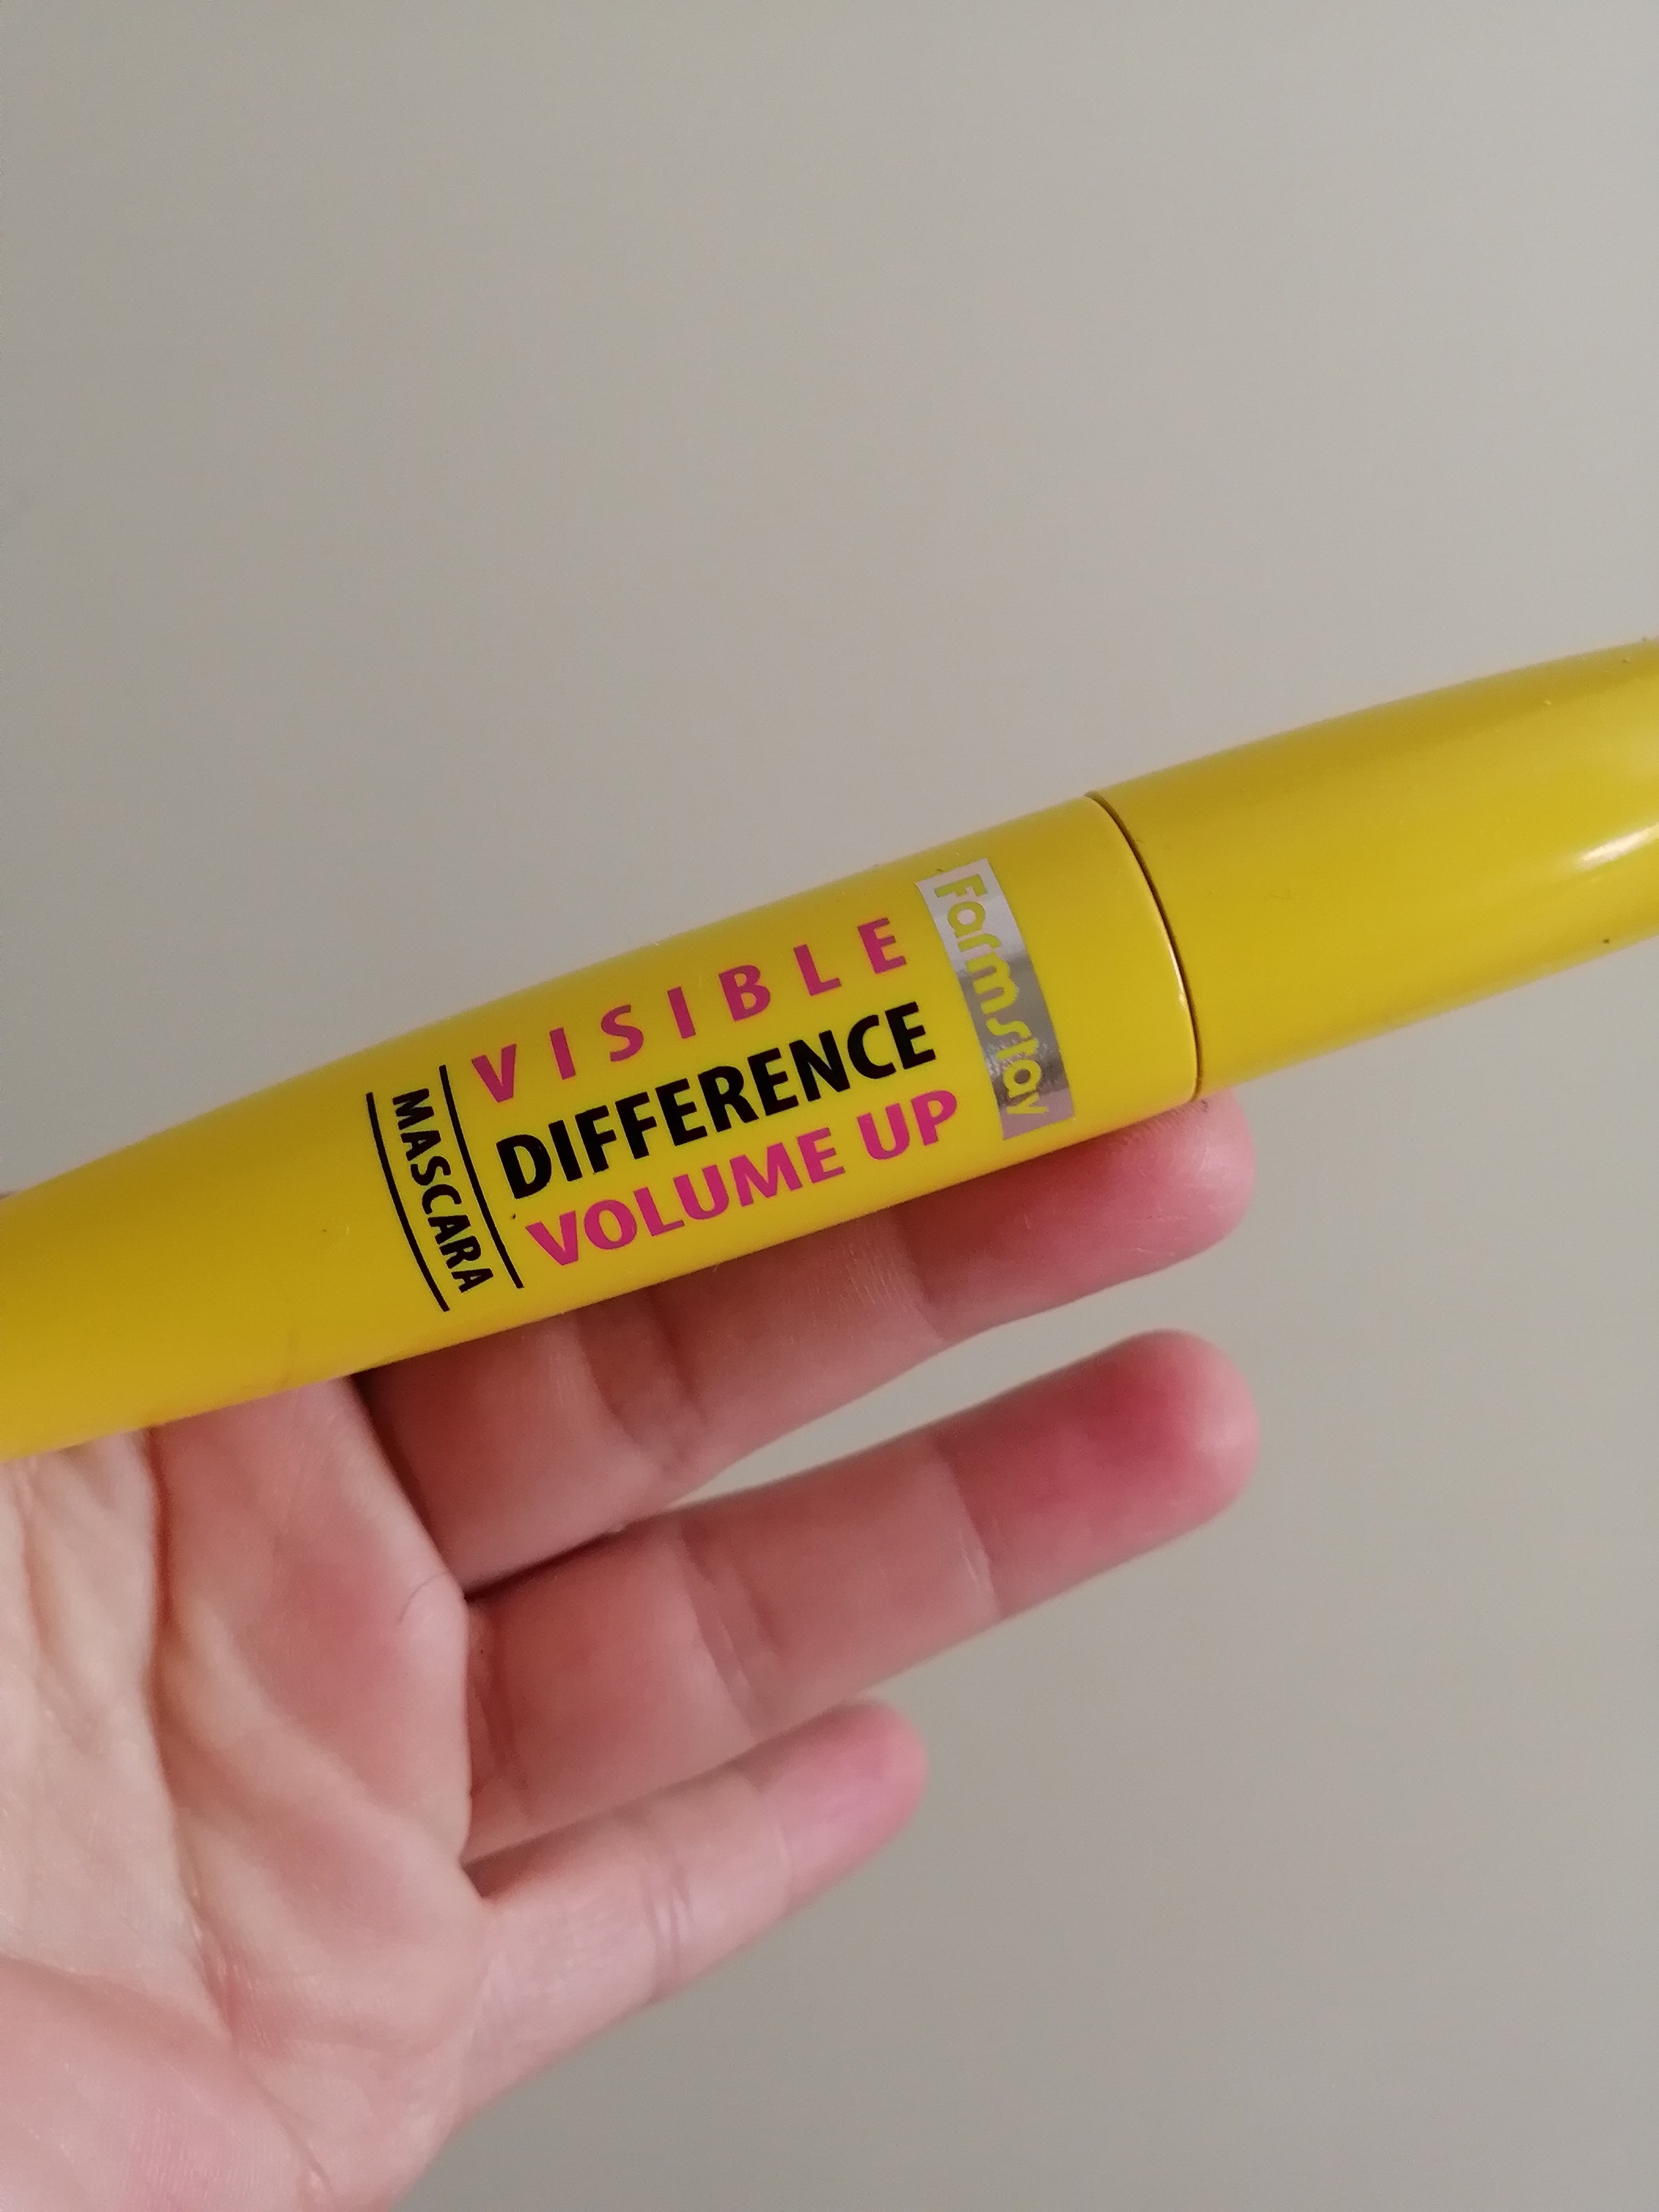 FarmStay
VISIBLE
DIFFERENCE
VOLUME UP
MASCARA